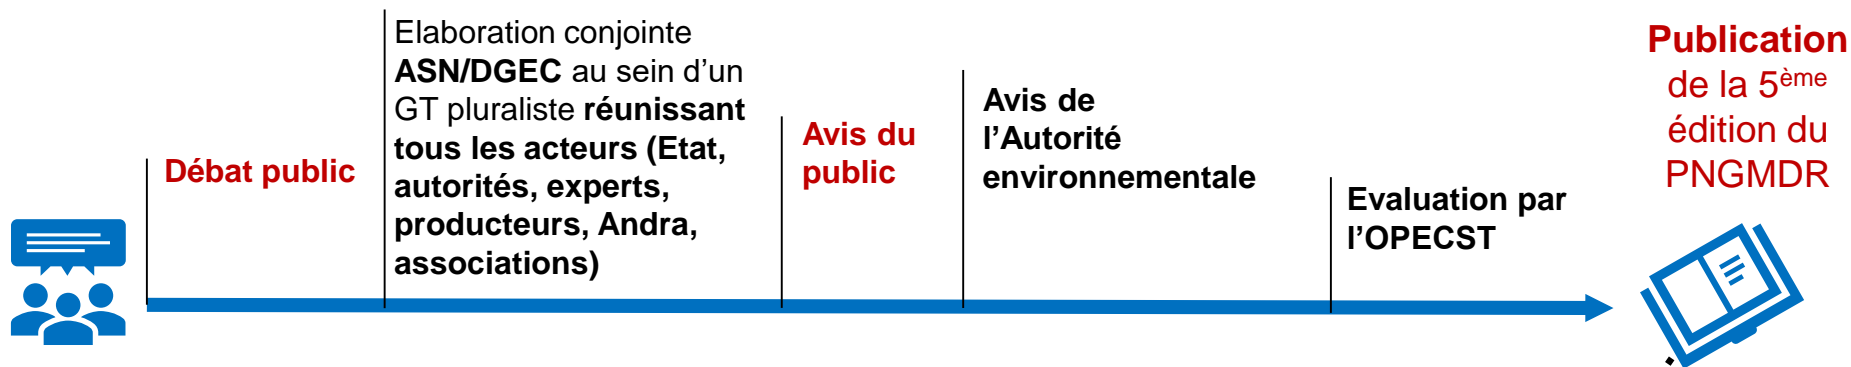 Débat public
Elaboration conjointe
ASN/DGEC au sein d’un
GT pluraliste réunissant
tous les acteurs (Etat,
autorités, experts,
producteurs, Andra,
associations)
Avis du
public
Avis de
l’Autorité
environnementale
Evaluation par
l’OPECST
Publication
de la 5ème
édition du
PNGMDR